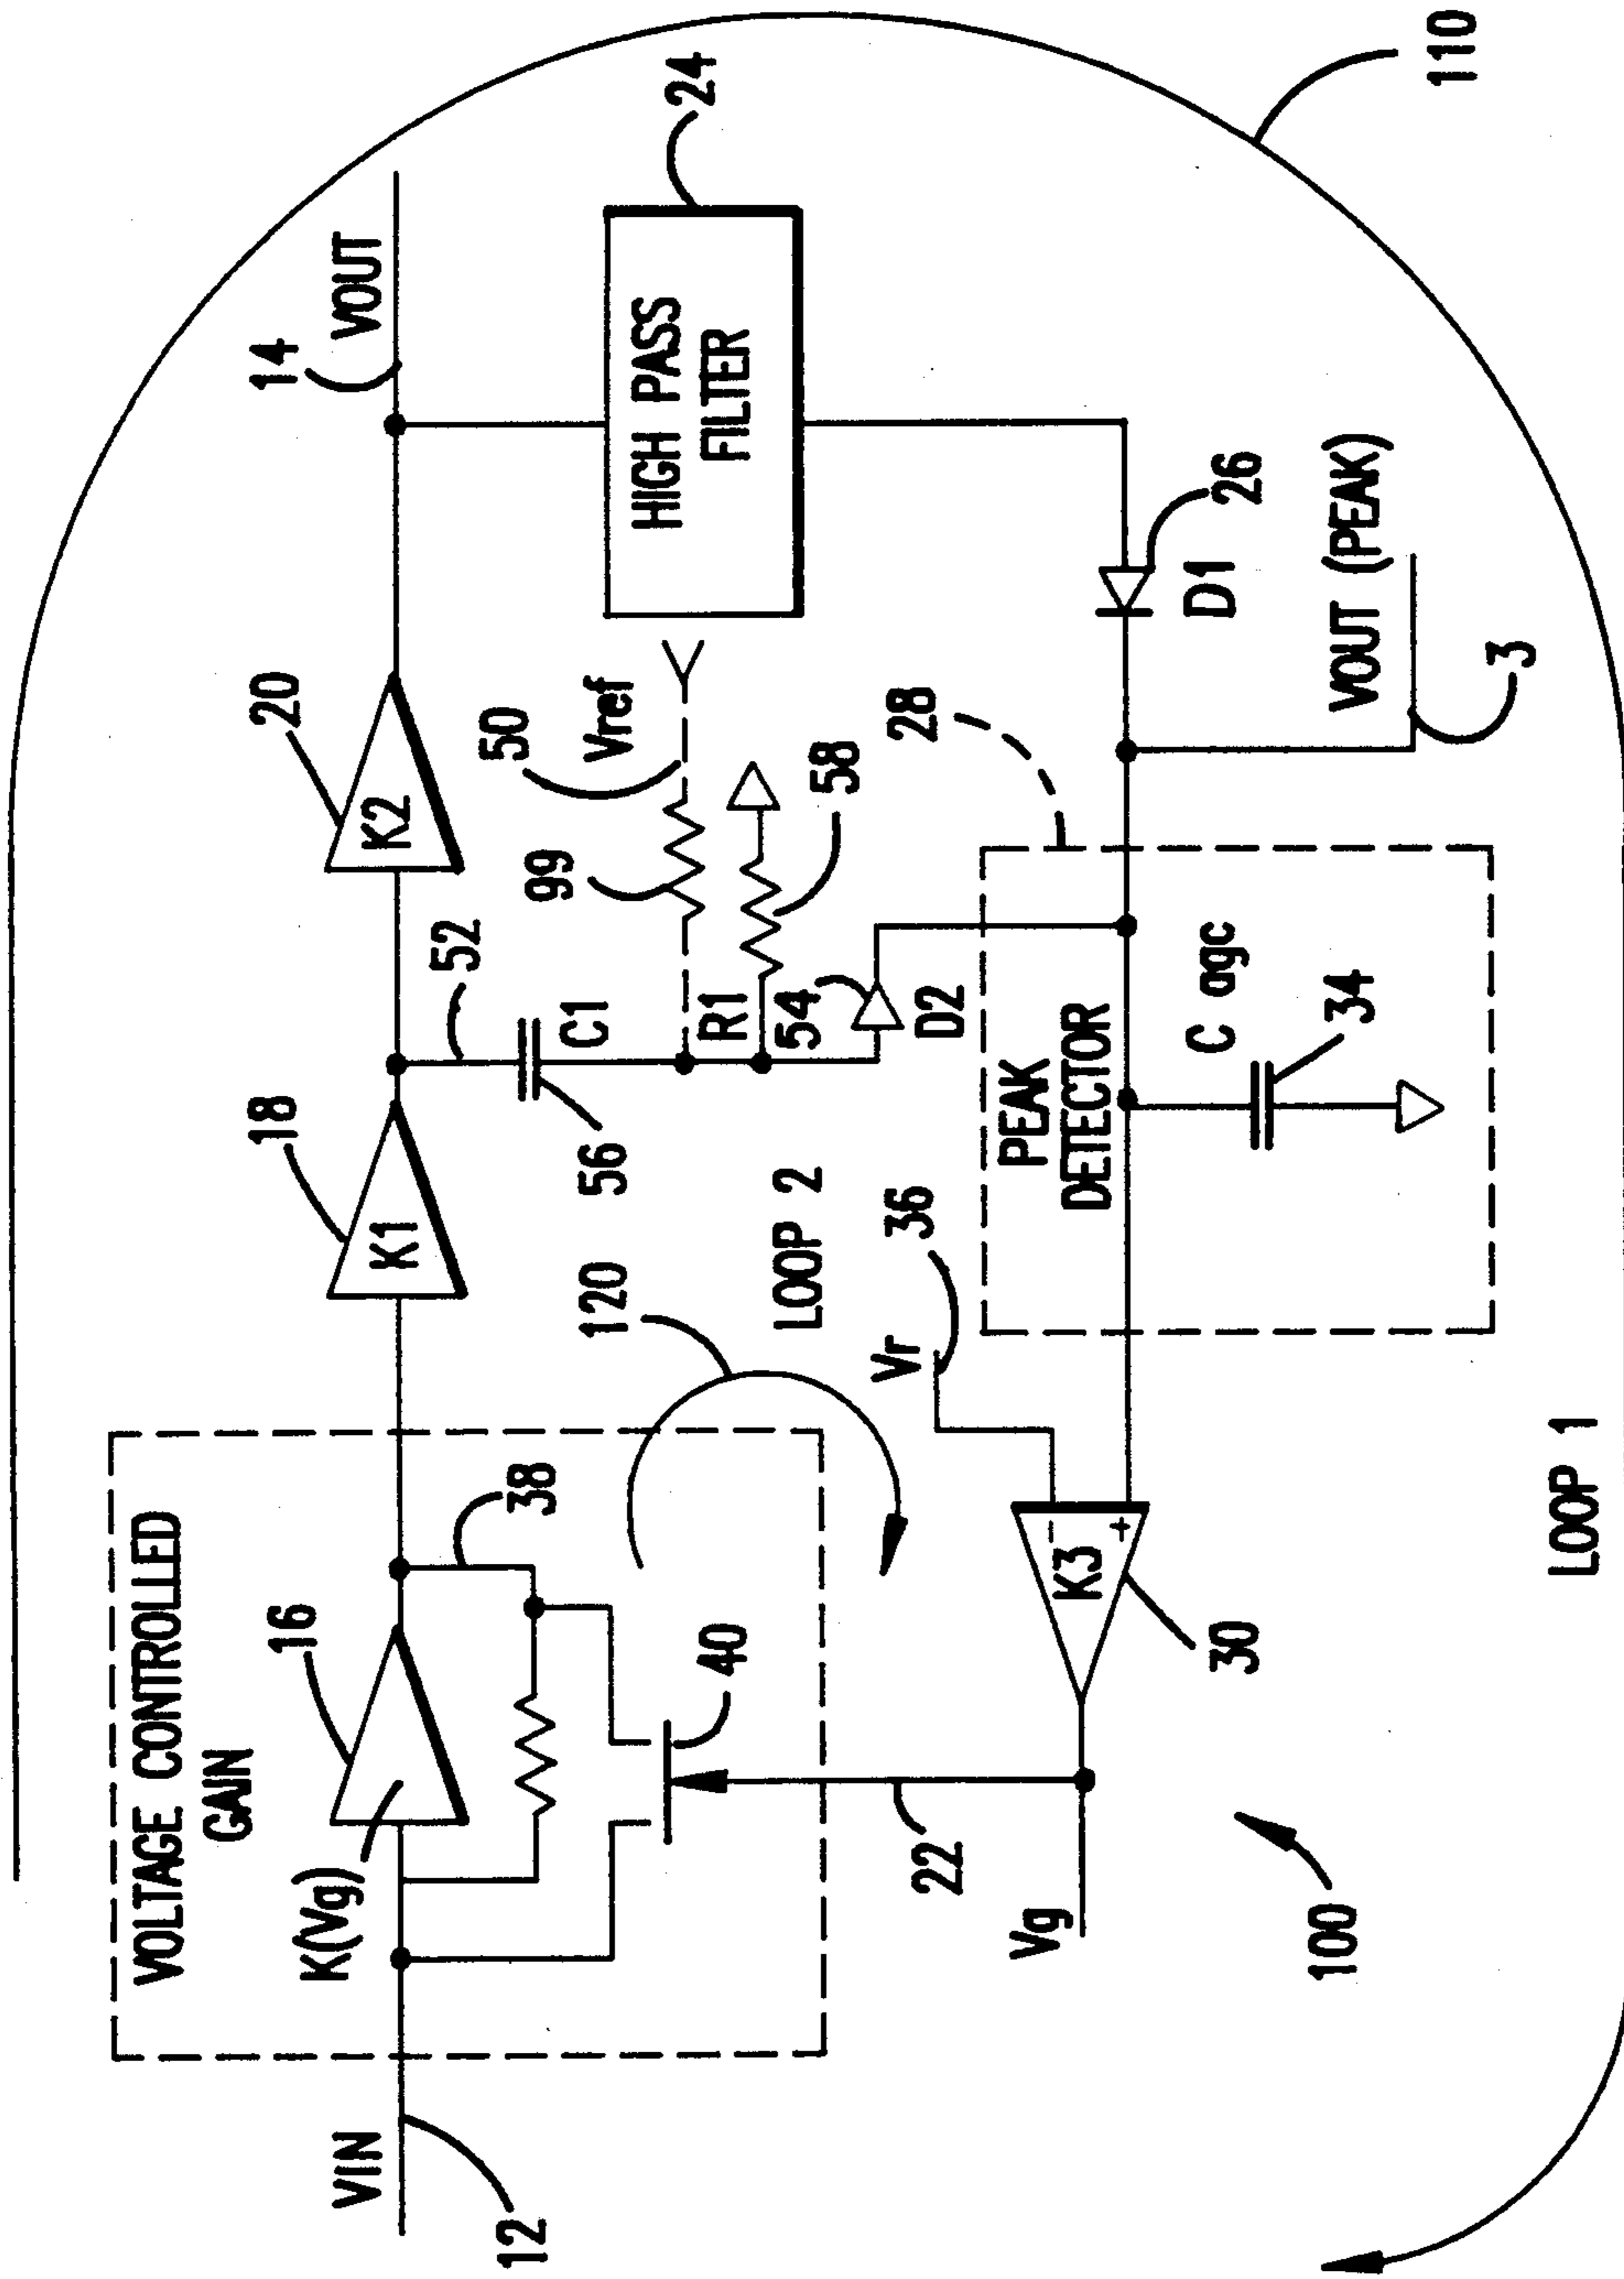 110
VOUT
14
24
HIGH PASS
FILTER
20
K2
50
Vref
99
58
28
26
D1
VOUT (PEAK)
3
52
C1
56
R1
54
D2
18
K1
PEAK
DETECTOR
C agc
34
120
LOOP 2
36
Vr
VOLTAGE CONTROLLED
GAIN
16
K(Vg)
38
40
22
K3
-
+
30
Vg
VIN
12
LOOP 1
100